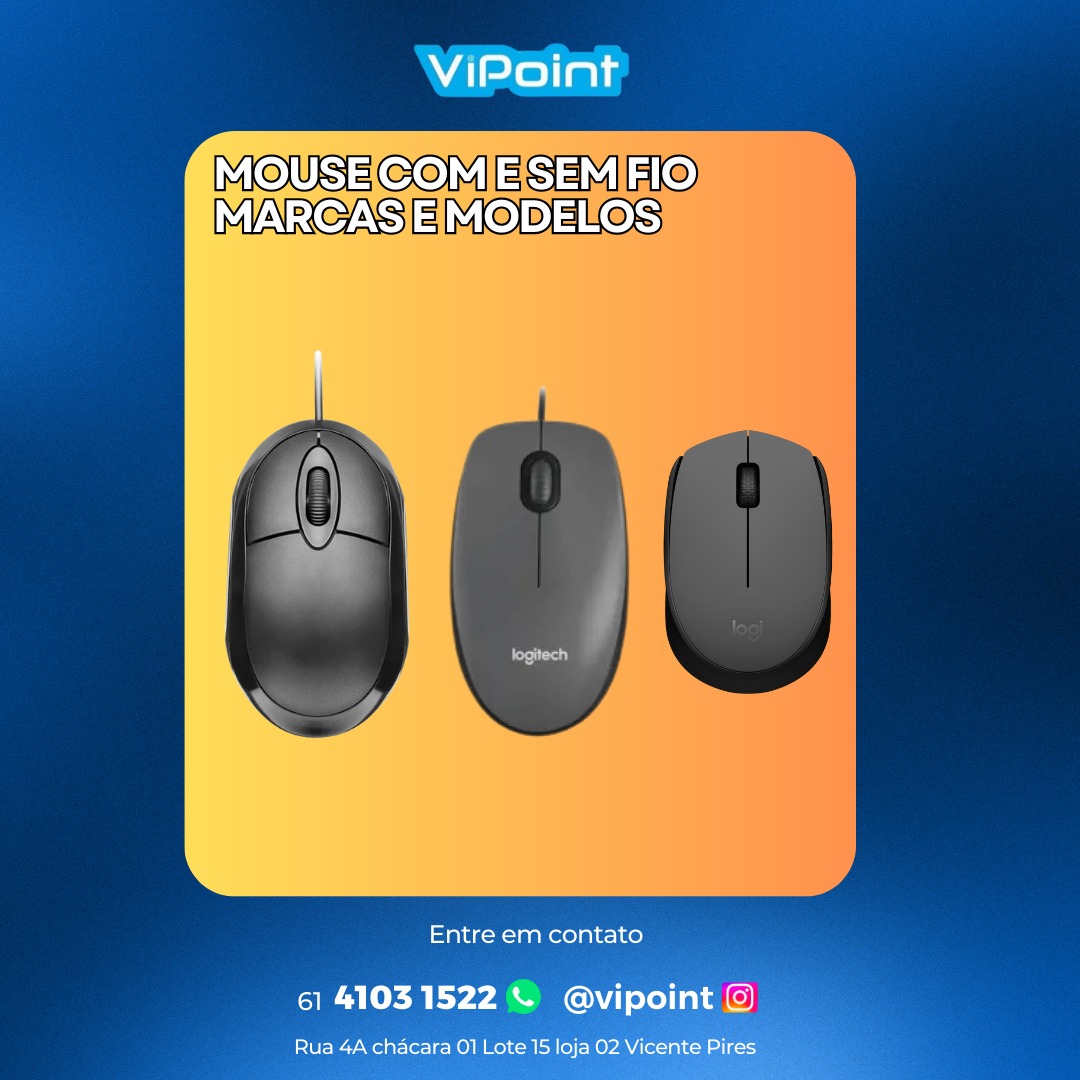 ViPoint
MOUSE COM E SEM FIO
MARCAS E MODELOS
logitech
logi
Entre em contato
61 4103 1522 @vipoint
Rua 4A chácara 01 Lote 15 loja 02 Vicente Pires